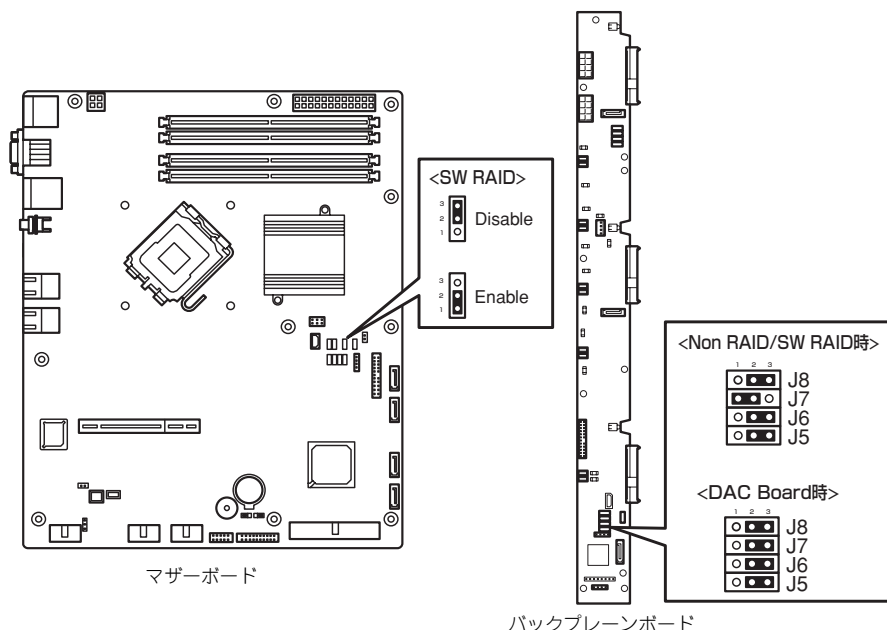 <SW RAID>
3
2
1
Disable
3
2
1
Enable
マザーボード
<Non RAID/SW RAID時>
1 2 3
J8
J7
J6
J5
<DAC Board時>
1 2 3
J8
J7
J6
J5
バックプレーンボード